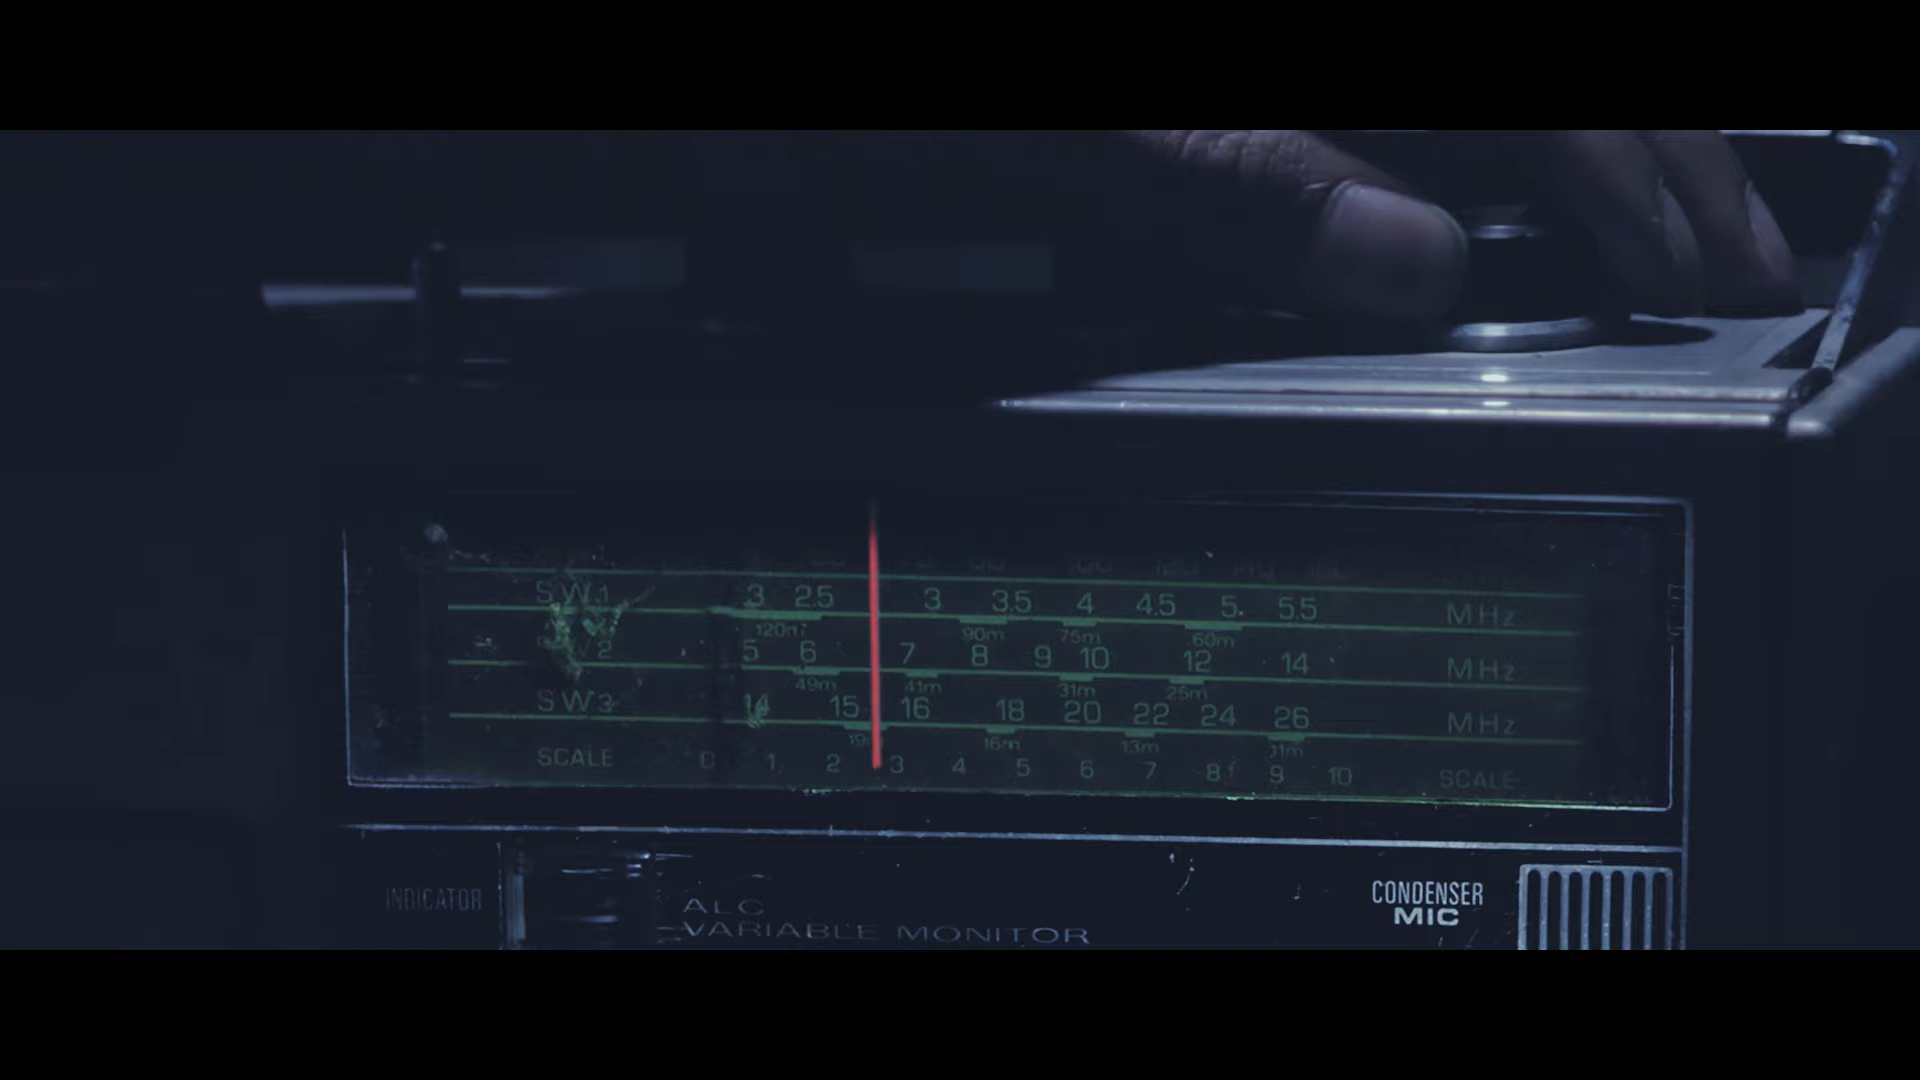 SW1 3 2.5 3 3.5 4 4.5 5. 5.5 MHz
120m 90m 75m 60m
2 5 6 7 8 9 10 12 14 MHz
49m 41m 31m 25m
SW3 14 15 16 18 20 22 24 26 MHz
16m 13m 11m
SCALE 0 1 2 3 4 5 6 7 8 9 10 SCALE
INDICATOR
ALC
VARIABLE MONITOR
CONDENSER
MIC